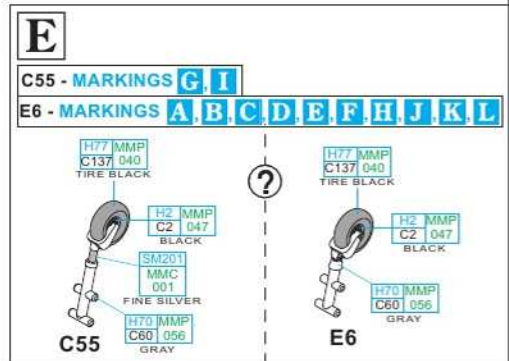 E
C55 - MARKINGS G, I
E6 - MARKINGS A, B, C, D, E, F, H, J, K, L
H77 MMP
C137 040
TIRE BLACK
H2 MMP
C2 047
BLACK
SM201
MMC
001
FINE SILVER
H70 MMP
C60 056
GRAY
C55
?
H77 MMP
C137 040
TIRE BLACK
H2 MMP
C2 047
BLACK
H70 MMP
C60 056
GRAY
E6